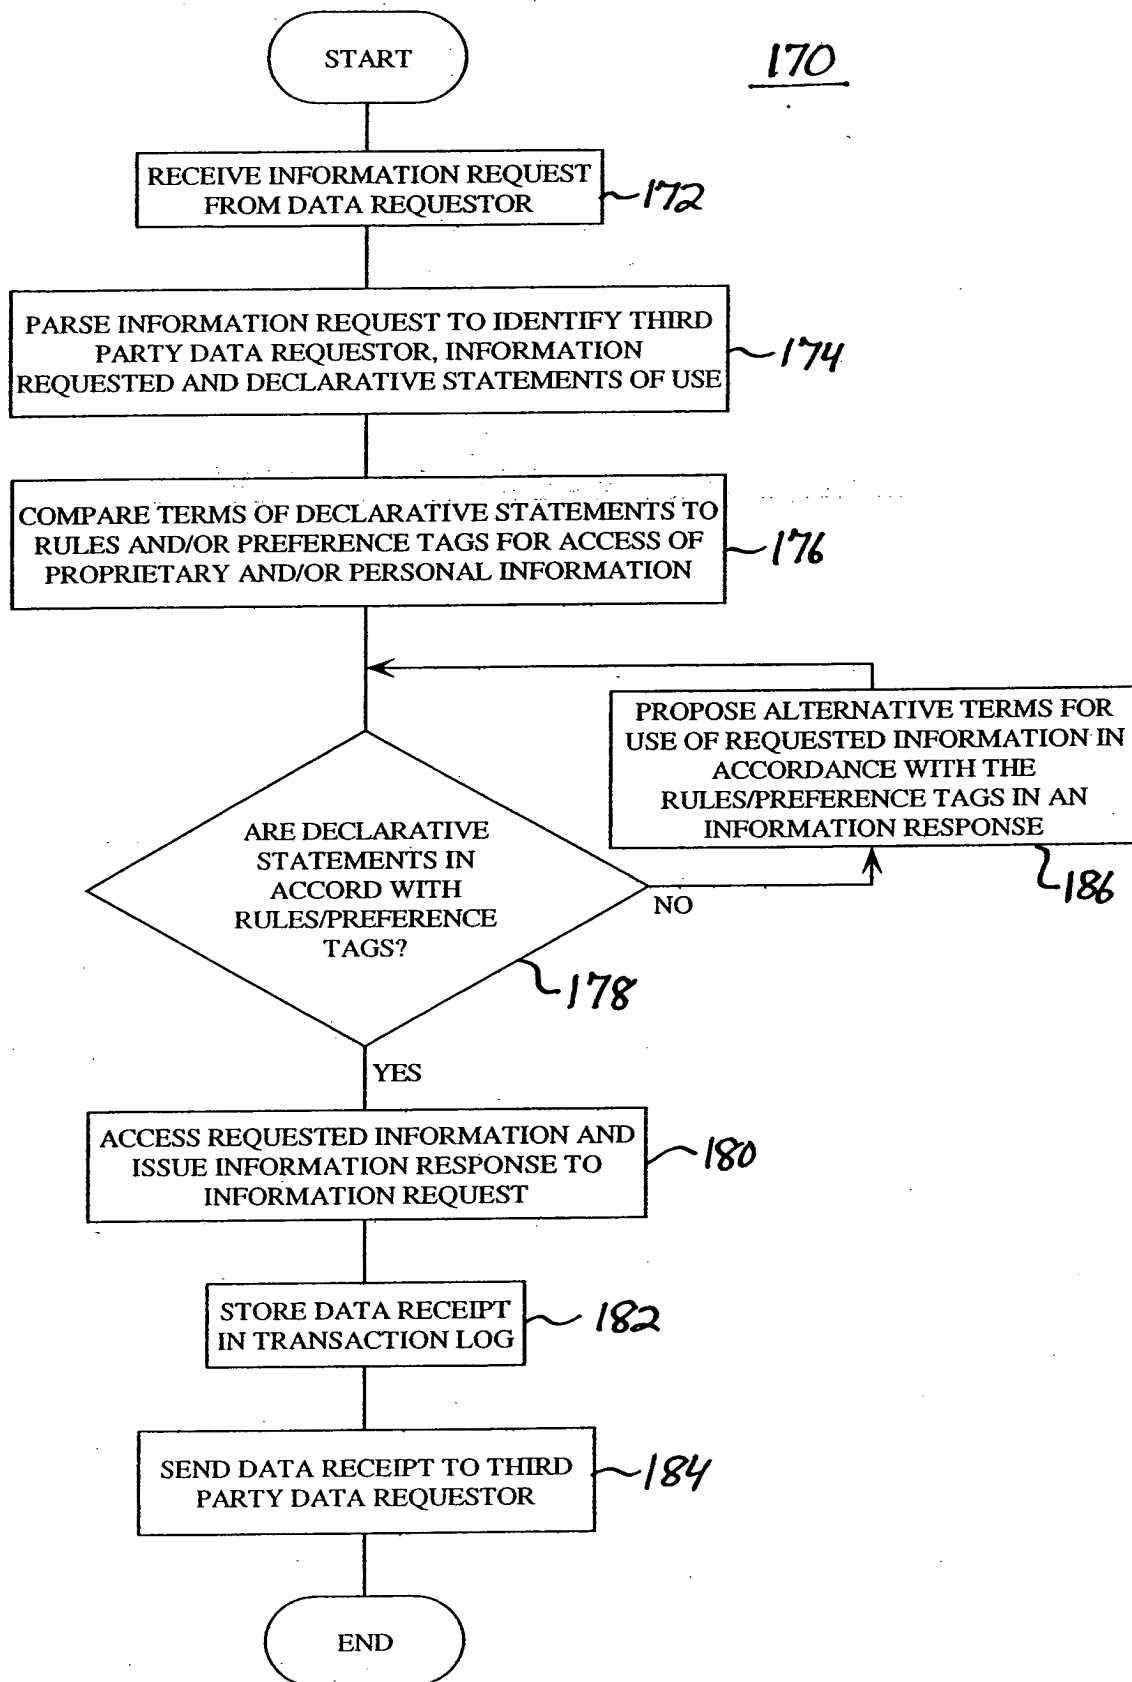 START
170
RECEIVE INFORMATION REQUEST
FROM DATA REQUESTOR
172
PARSE INFORMATION REQUEST TO IDENTIFY THIRD
PARTY DATA REQUESTOR, INFORMATION
REQUESTED AND DECLARATIVE STATEMENTS OF USE
174
COMPARE TERMS OF DECLARATIVE STATEMENTS TO
RULES AND/OR PREFERENCE TAGS FOR ACCESS OF
PROPRIETARY AND/OR PERSONAL INFORMATION
176
PROPOSE ALTERNATIVE TERMS FOR
USE OF REQUESTED INFORMATION IN
ACCORDANCE WITH THE
RULES/PREFERENCE TAGS IN AN
INFORMATION RESPONSE
186
ARE DECLARATIVE
STATEMENTS IN
ACCORD WITH
RULES/PREFERENCE
TAGS?
NO
178
YES
ACCESS REQUESTED INFORMATION AND
ISSUE INFORMATION RESPONSE TO
INFORMATION REQUEST
180
STORE DATA RECEIPT
IN TRANSACTION LOG
182
SEND DATA RECEIPT TO THIRD
PARTY DATA REQUESTOR
184
END